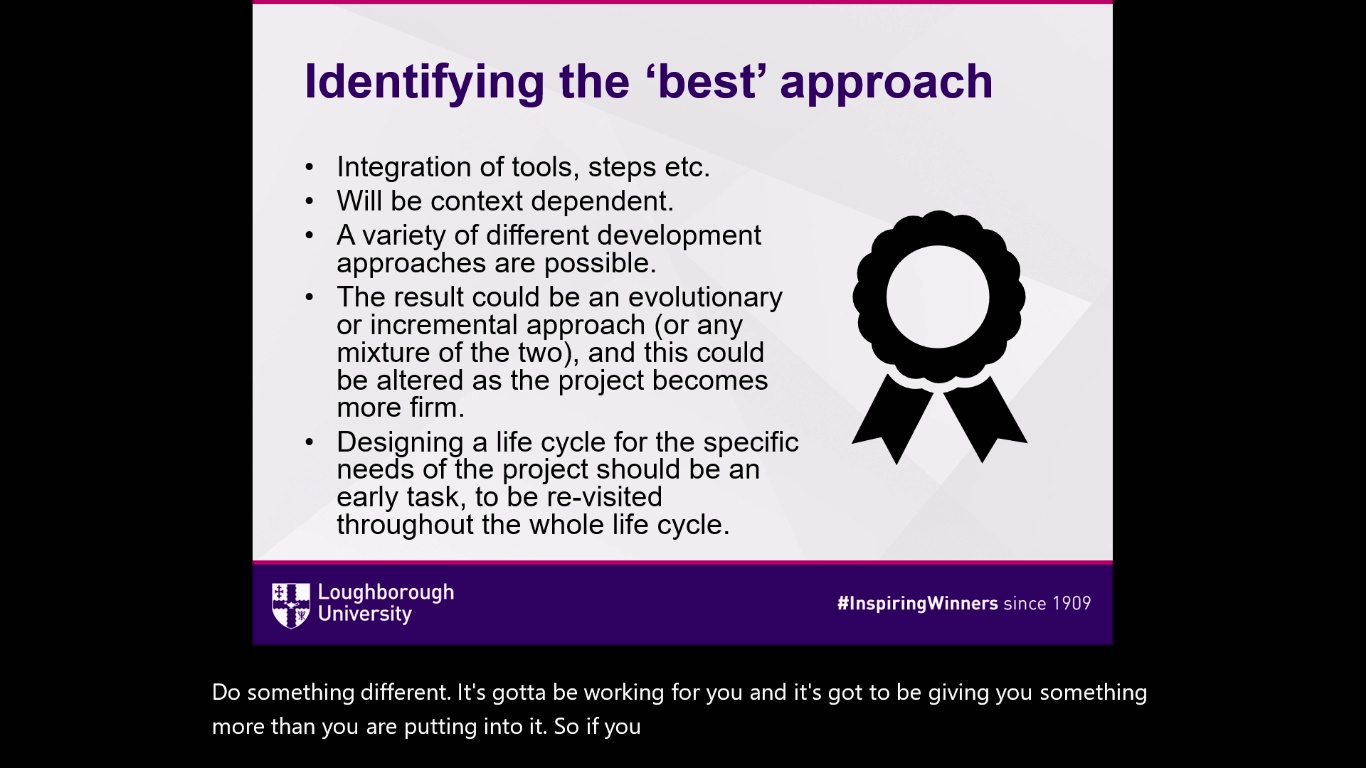 Identifying the ‘best’ approach
• Integration of tools, steps etc.
• Will be context dependent.
• A variety of different development
approaches are possible.
• The result could be an evolutionary
or incremental approach (or any
mixture of the two), and this could
be altered as the project becomes
more firm.
• Designing a life cycle for the specific
needs of the project should be an
early task, to be re-visited
throughout the whole life cycle.
Loughborough
University
#InspiringWinners since 1909
Do something different. It's gotta be working for you and it's got to be giving you something
more than you are putting into it. So if you